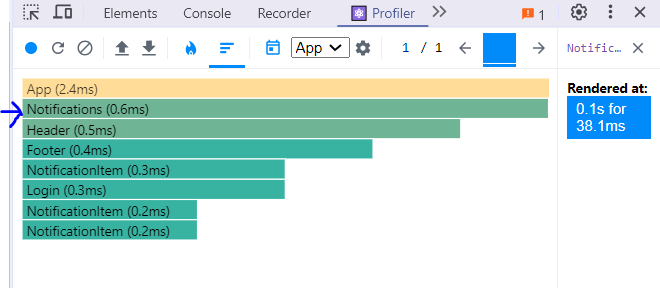 Elements Console Recorder Profiler 1
App 1 / 1 Notific...
App (2.4ms)
Notifications (0.6ms)
Header (0.5ms)
Footer (0.4ms)
NotificationItem (0.3ms)
Login (0.3ms)
NotificationItem (0.2ms)
NotificationItem (0.2ms)
Rendered at:
0.1s for
38.1ms